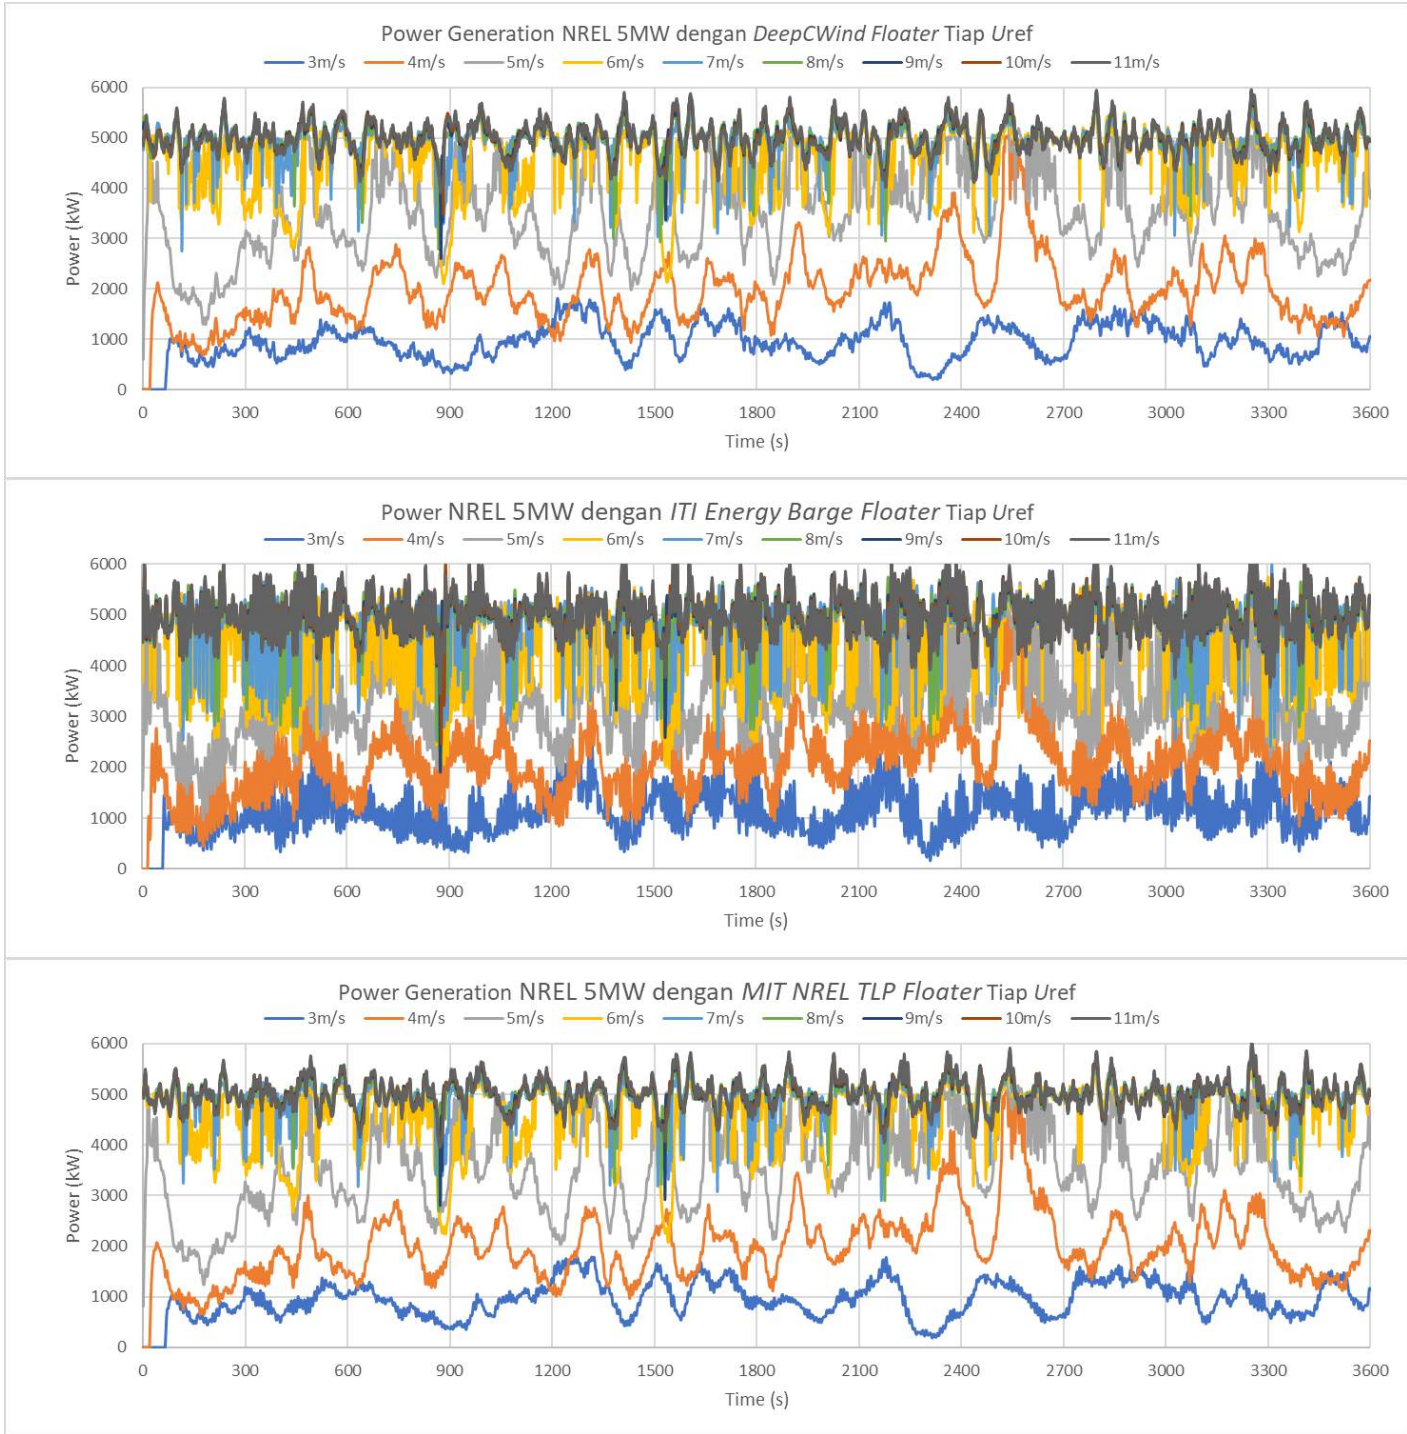 Power Generation NREL 5MW dengan DeepCWind Floater Tiap Uref
3m/s 4m/s 5m/s 6m/s 7m/s 8m/s 9m/s 10m/s 11m/s
6000
5000
4000
3000
2000
1000
0
Power (kW)
0 300 600 900 1200 1500 1800 2100 2400 2700 3000 3300 3600
Time (s)
Power NREL 5MW dengan ITI Energy Barge Floater Tiap Uref
3m/s 4m/s 5m/s 6m/s 7m/s 8m/s 9m/s 10m/s 11m/s
6000
5000
4000
3000
2000
1000
0
Power (kW)
0 300 600 900 1200 1500 1800 2100 2400 2700 3000 3300 3600
Time (s)
Power Generation NREL 5MW dengan MIT NREL TLP Floater Tiap Uref
3m/s 4m/s 5m/s 6m/s 7m/s 8m/s 9m/s 10m/s 11m/s
6000
5000
4000
3000
2000
1000
0
Power (kW)
0 300 600 900 1200 1500 1800 2100 2400 2700 3000 3300 3600
Time (s)